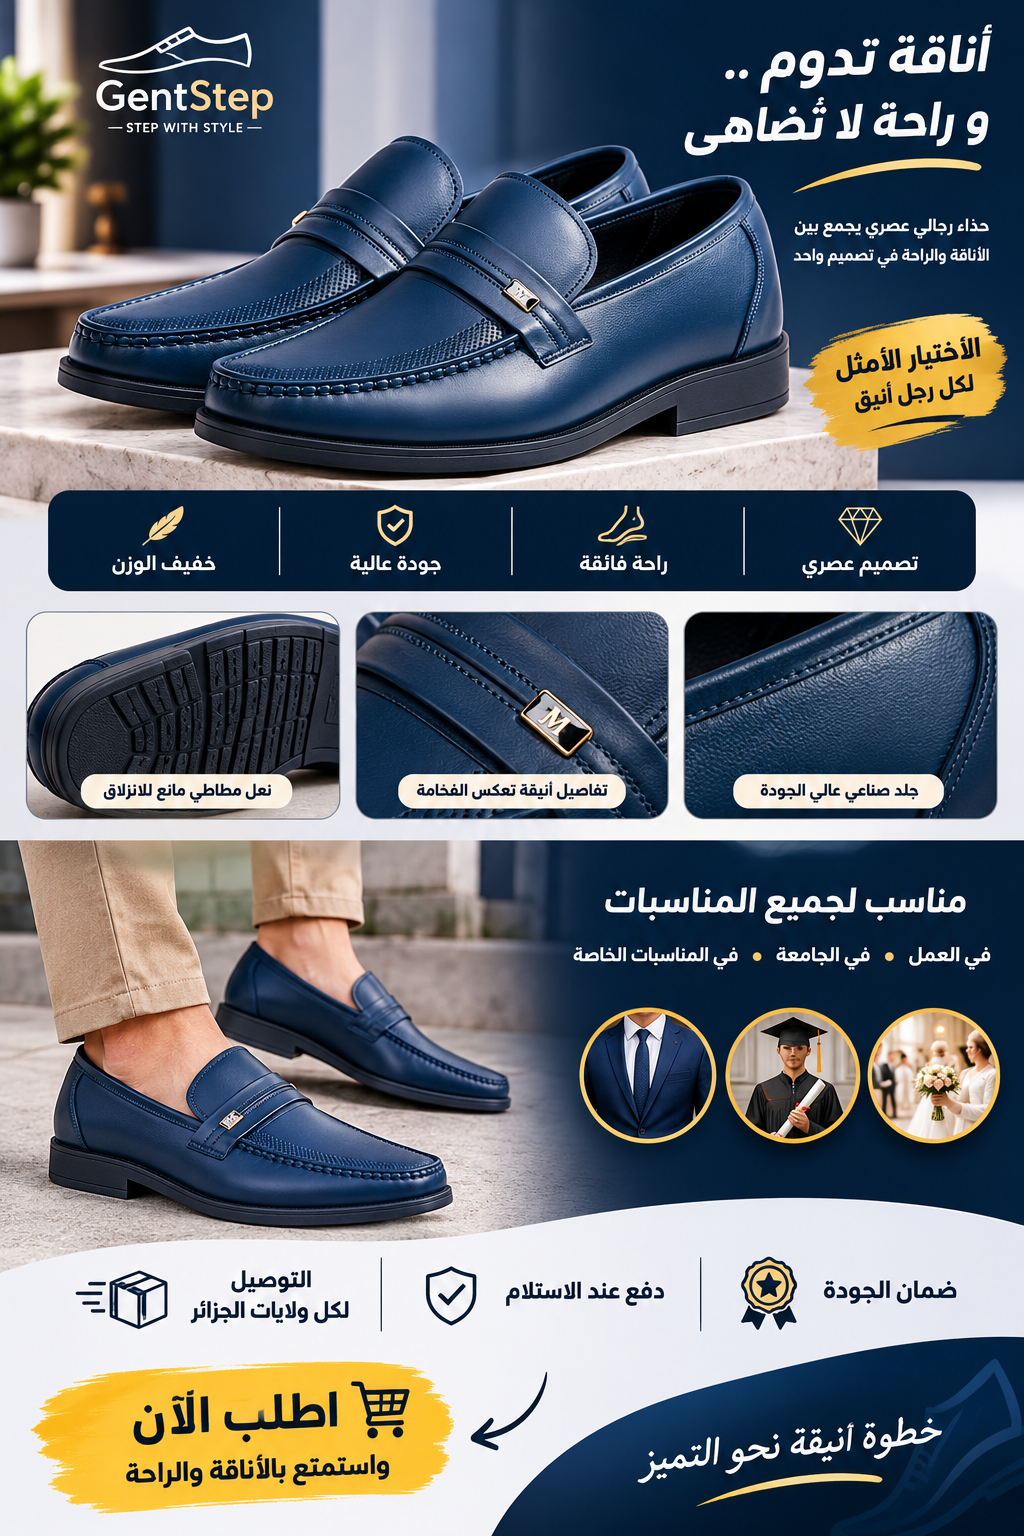 GentStep
STEP WITH STYLE
أناقة تدوم ..
و راحة لا تُضاهى
حذاء رجالي عصري يجمع بين
الأناقة والراحة في تصميم واحد
الأختيار الأمثل
لكل رجل أنيق
تصميم عصري
راحة فائقة
جودة عالية
خفيف الوزن
جلد صناعي عالي الجودة
M
تفاصيل أنيقة تعكس الفخامة
نعل مطاطي مانع للانزلاق
مناسب لجميع المناسبات
في العمل • في الجامعة • في المناسبات الخاصة
ضمان الجودة
دفع عند الاستلام
التوصيل
لكل ولايات الجزائر
اطلب الآن
واستمتع بالأناقة والراحة
خطوة أنيقة نحو التميز